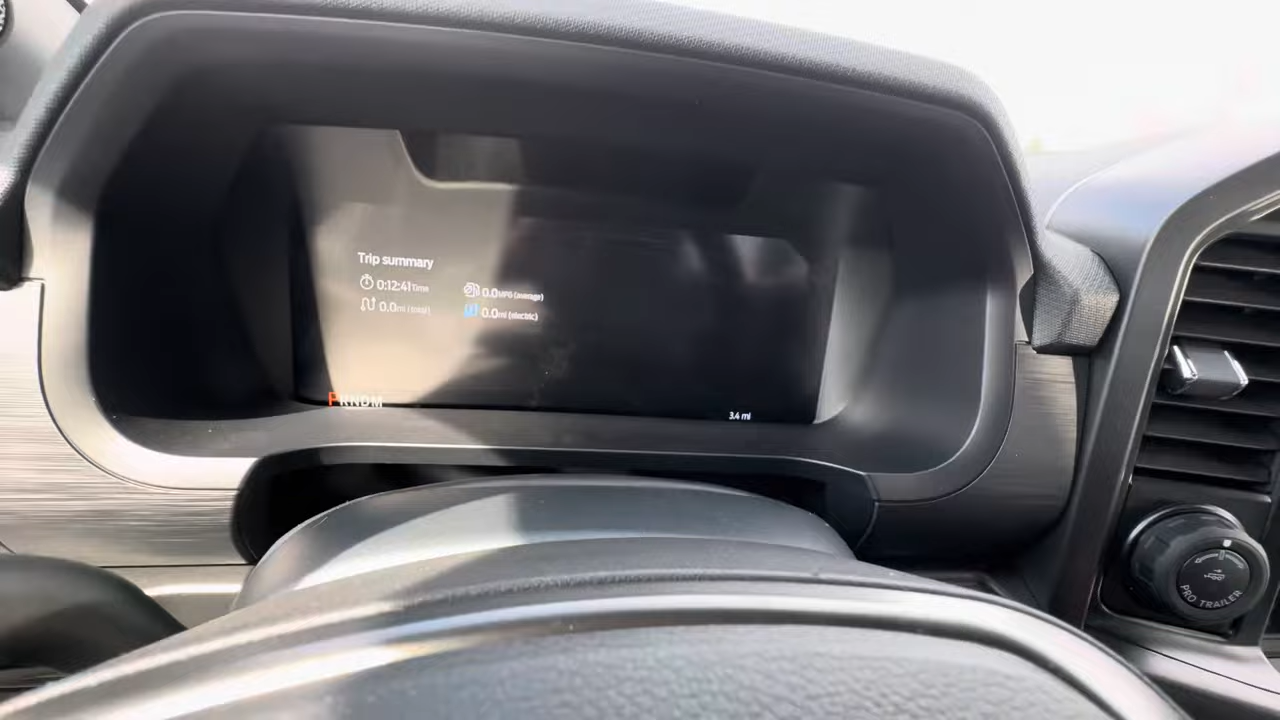 Trip summary
0:12:41 Time
0.0 MPG (average)
0.0 mi (total)
0.0 mi (electric)
PRNDM
3.4 mi
PRO TRAILER